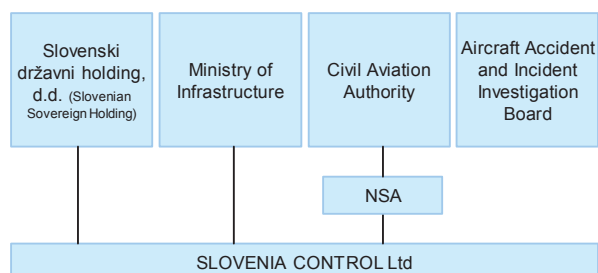 Slovenski
državni holding,
d.d. (Slovenian
Sovereign Holding)
Ministry of
Infrastructure
Civil Aviation
Authority
Aircraft Accident
and Incident
Investigation
Board
NSA
SLOVENIA CONTROL Ltd